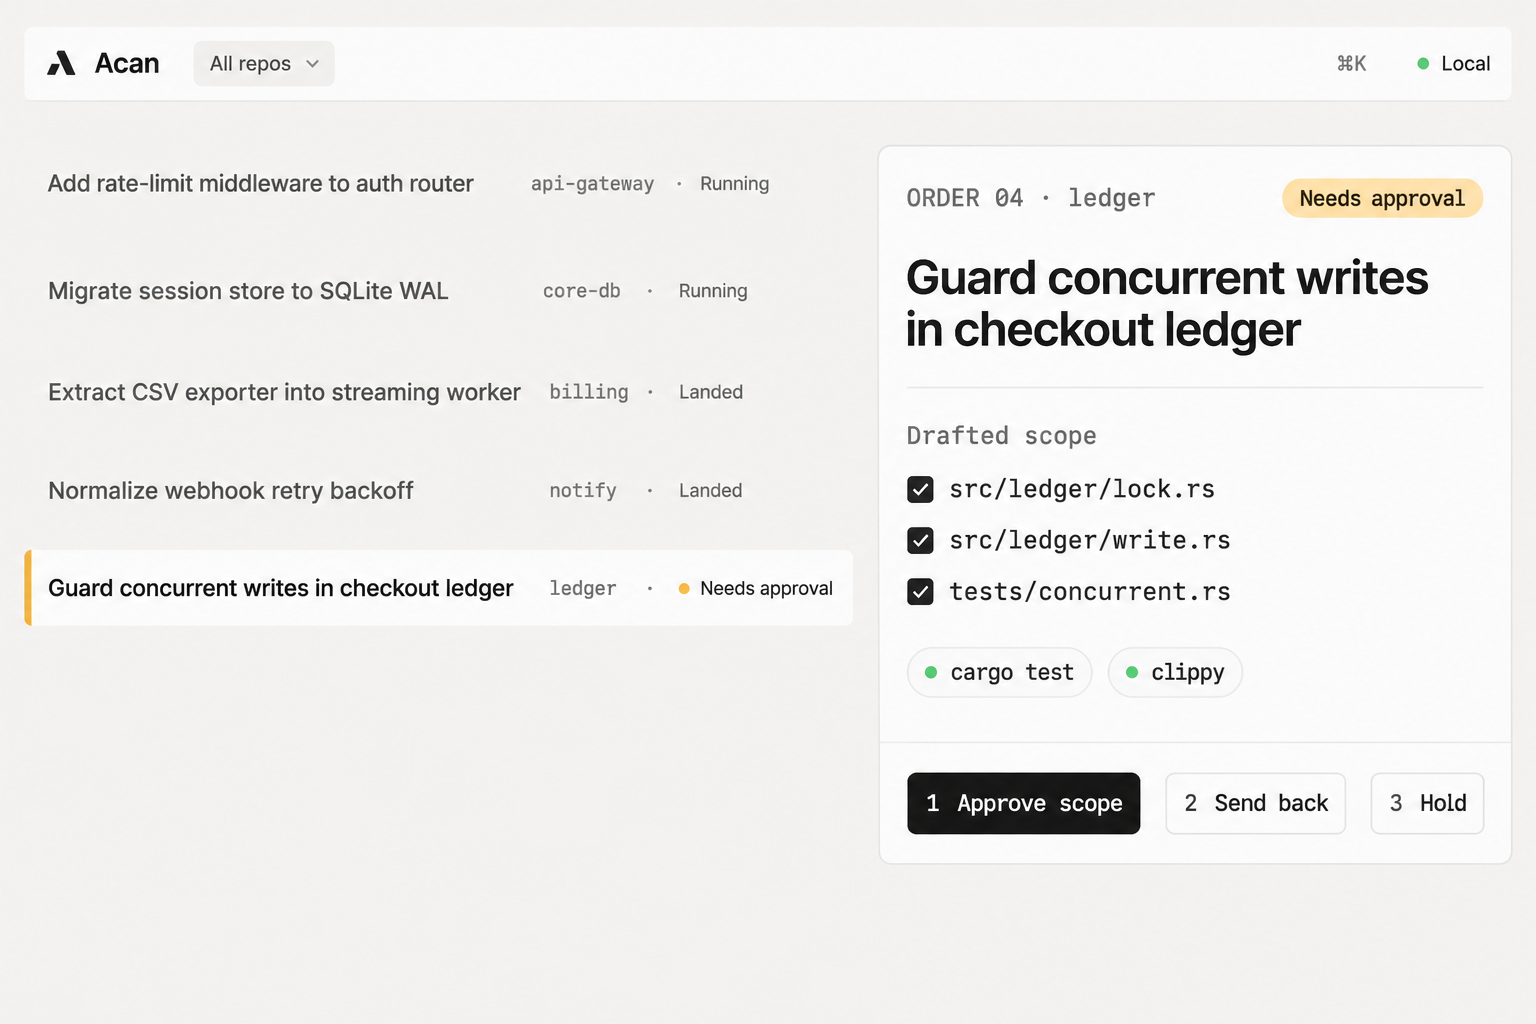 Acan
All repos
⌘K
Local
Add rate-limit middleware to auth router api-gateway · Running
Migrate session store to SQLite WAL core-db · Running
Extract CSV exporter into streaming worker billing · Landed
Normalize webhook retry backoff notify · Landed
Guard concurrent writes in checkout ledger ledger · Needs approval
ORDER 04 · ledger
Needs approval
Guard concurrent writes
in checkout ledger
Drafted scope
src/ledger/lock.rs
src/ledger/write.rs
tests/concurrent.rs
cargo test
clippy
1 Approve scope
2 Send back
3 Hold